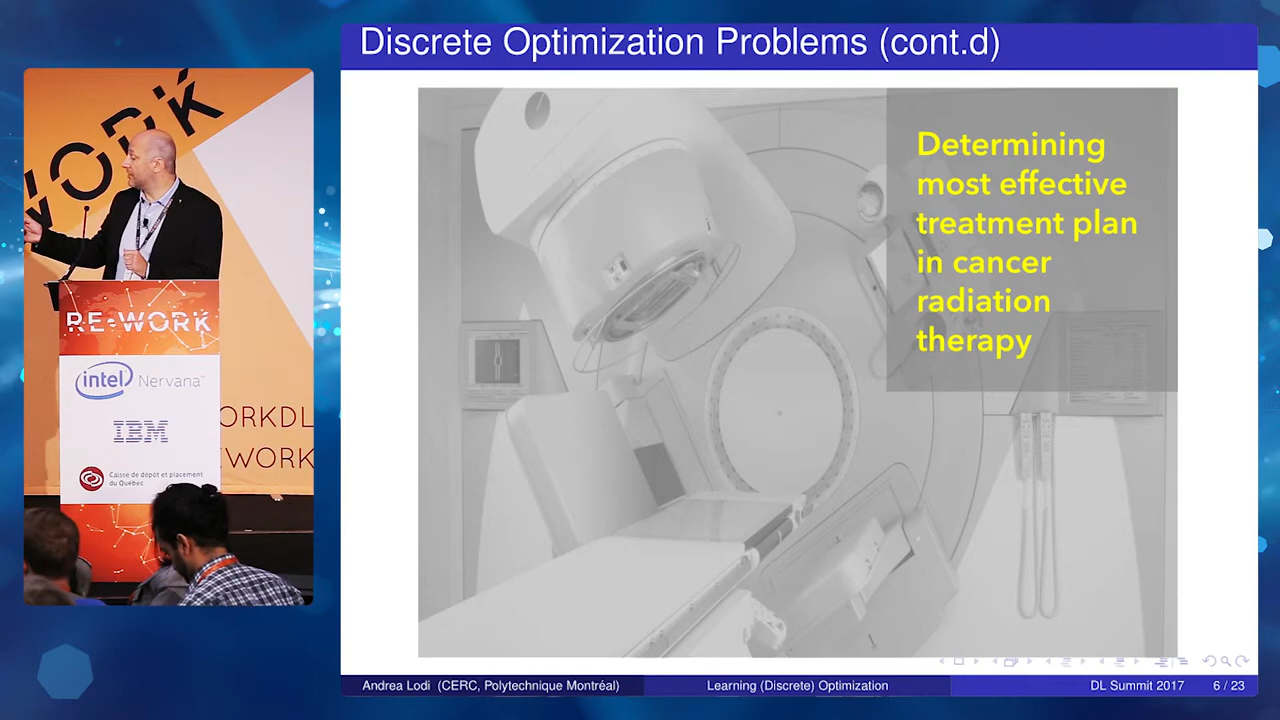 Discrete Optimization Problems (cont.d)
Determining
most effective
treatment plan
in cancer
radiation
therapy
WORK
RE•WORK
intel Nervana™
IBM
Caisse de dépôt et placement
du Québec
ORKDL
WORK
Andrea Lodi (CERC, Polytechnique Montréal)
Learning (Discrete) Optimization
DL Summit 2017
6 / 23